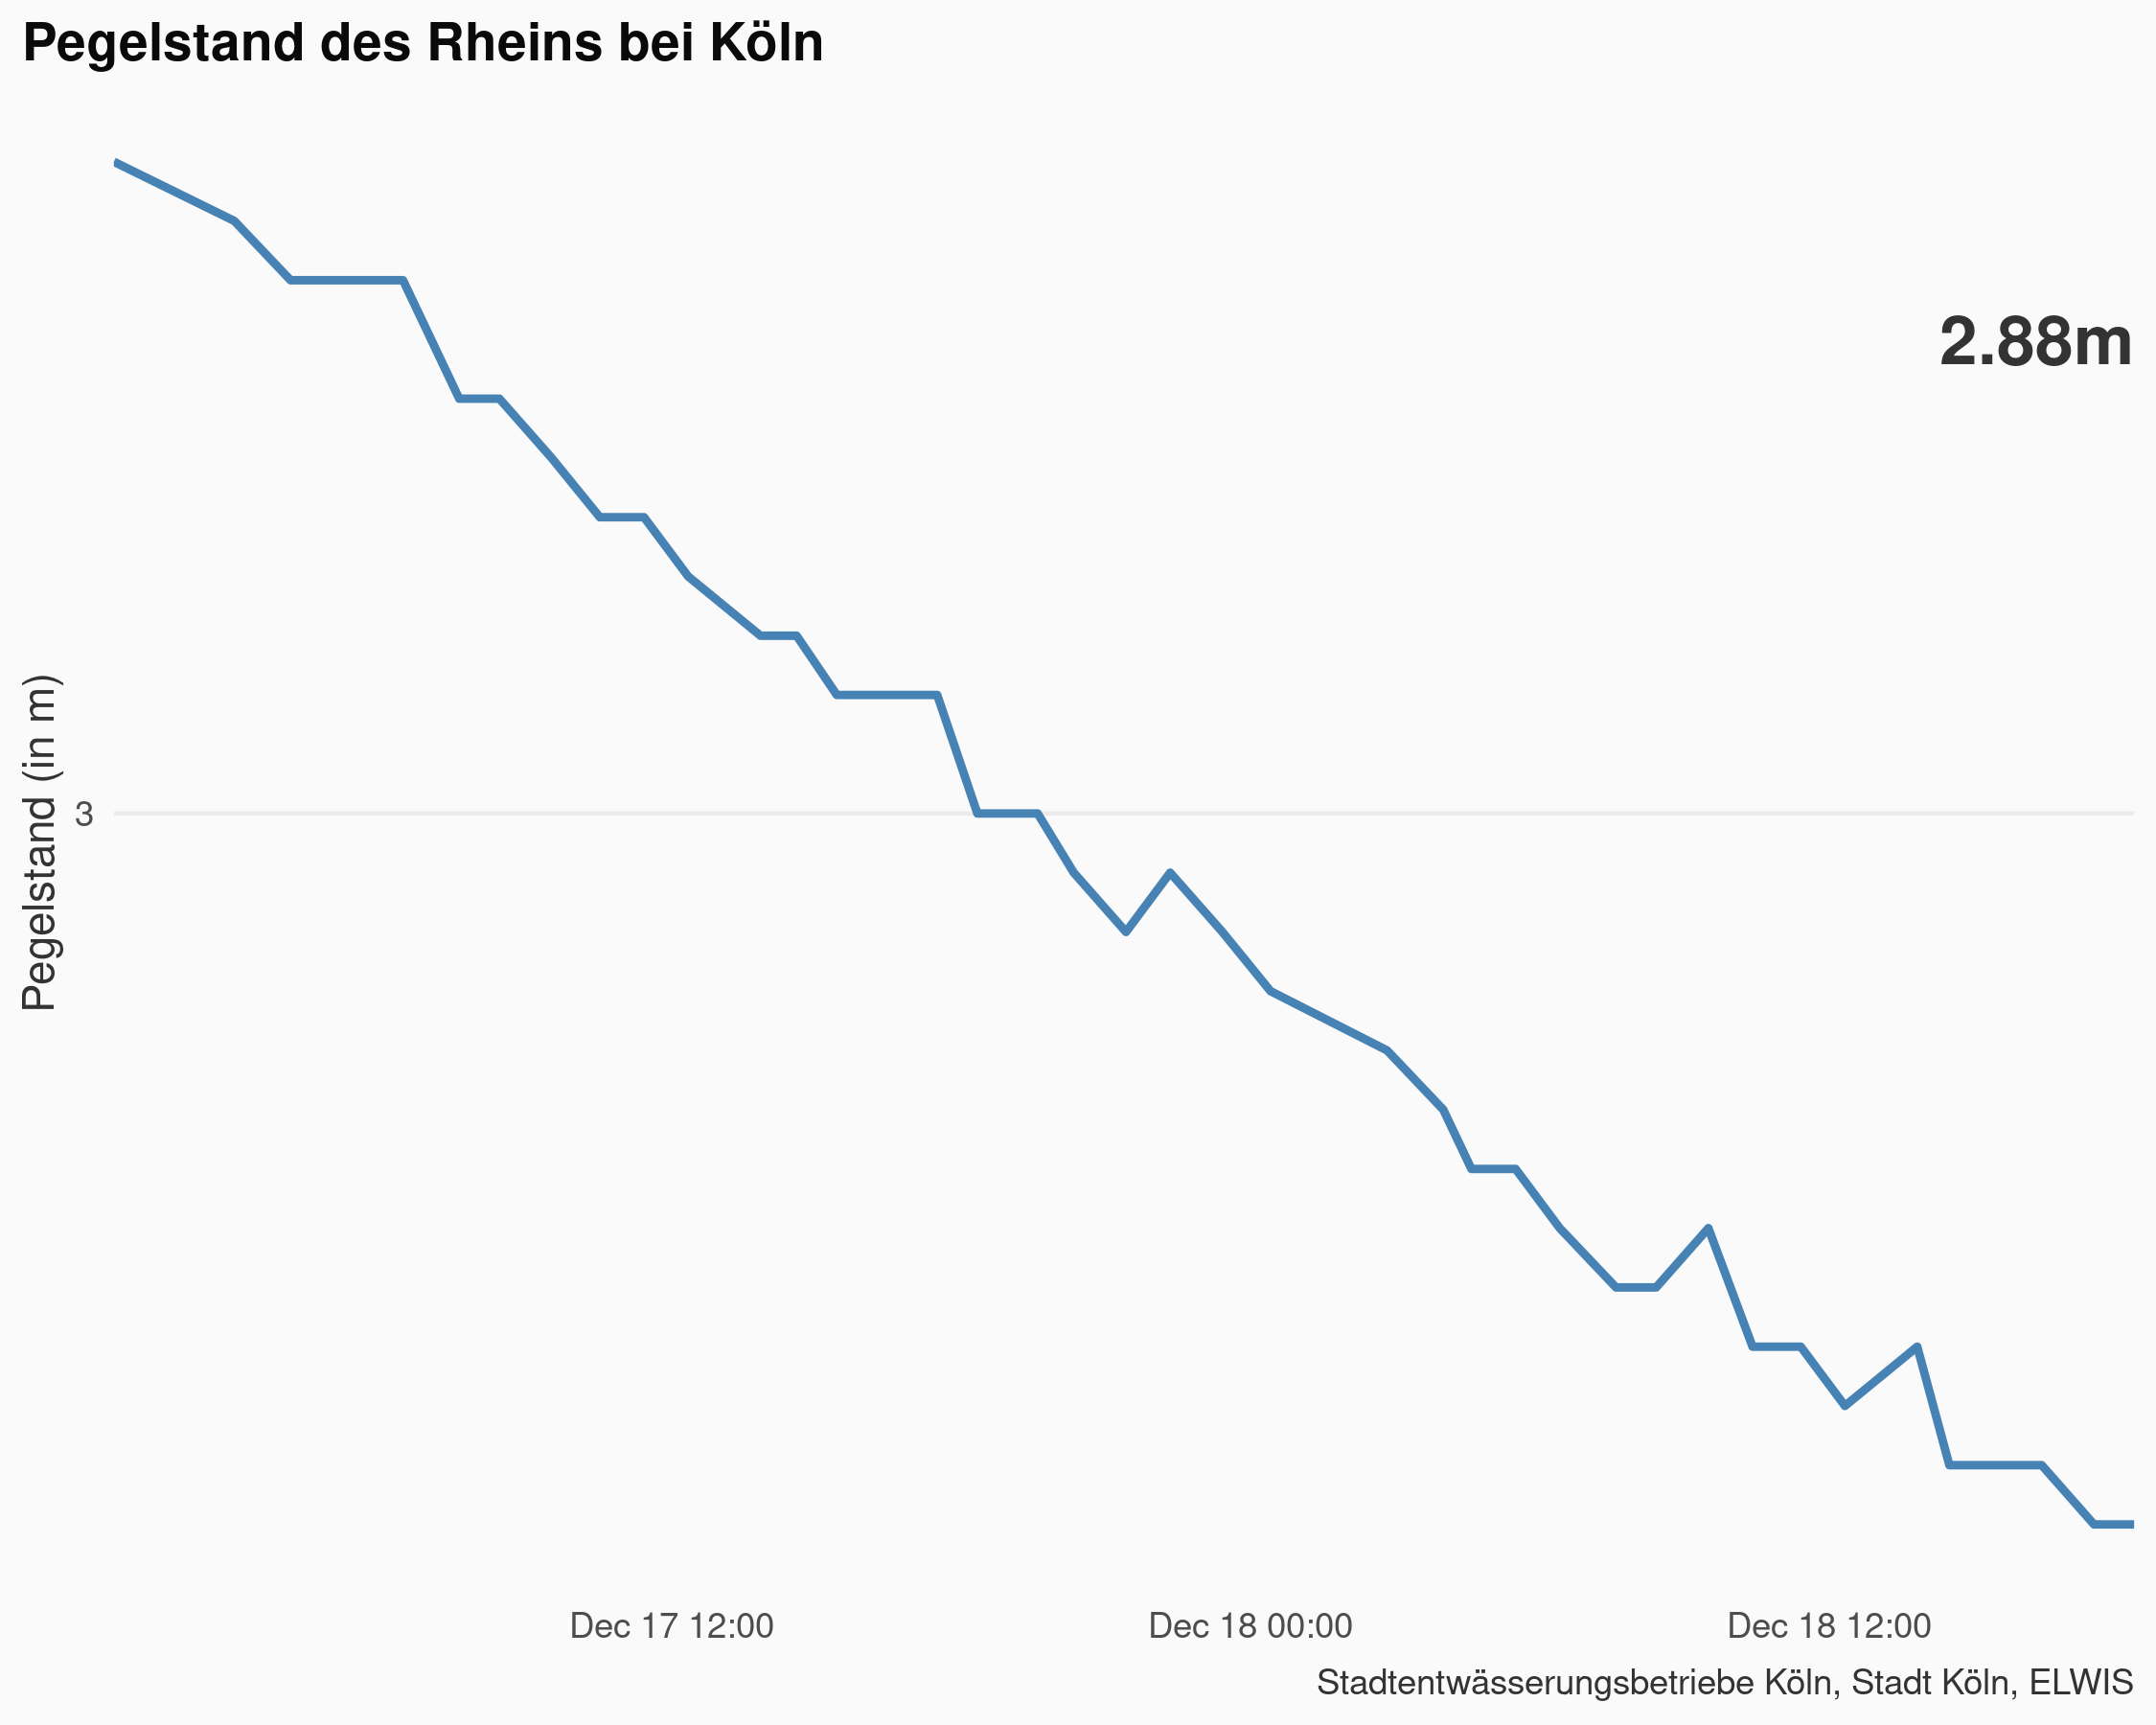 Pegelstand des Rheins bei Köln
2.88m
Pegelstand (in m)
3
Dec 17 12:00
Dec 18 00:00
Dec 18 12:00
Stadtentwässerungsbetriebe Köln, Stadt Köln, ELWIS